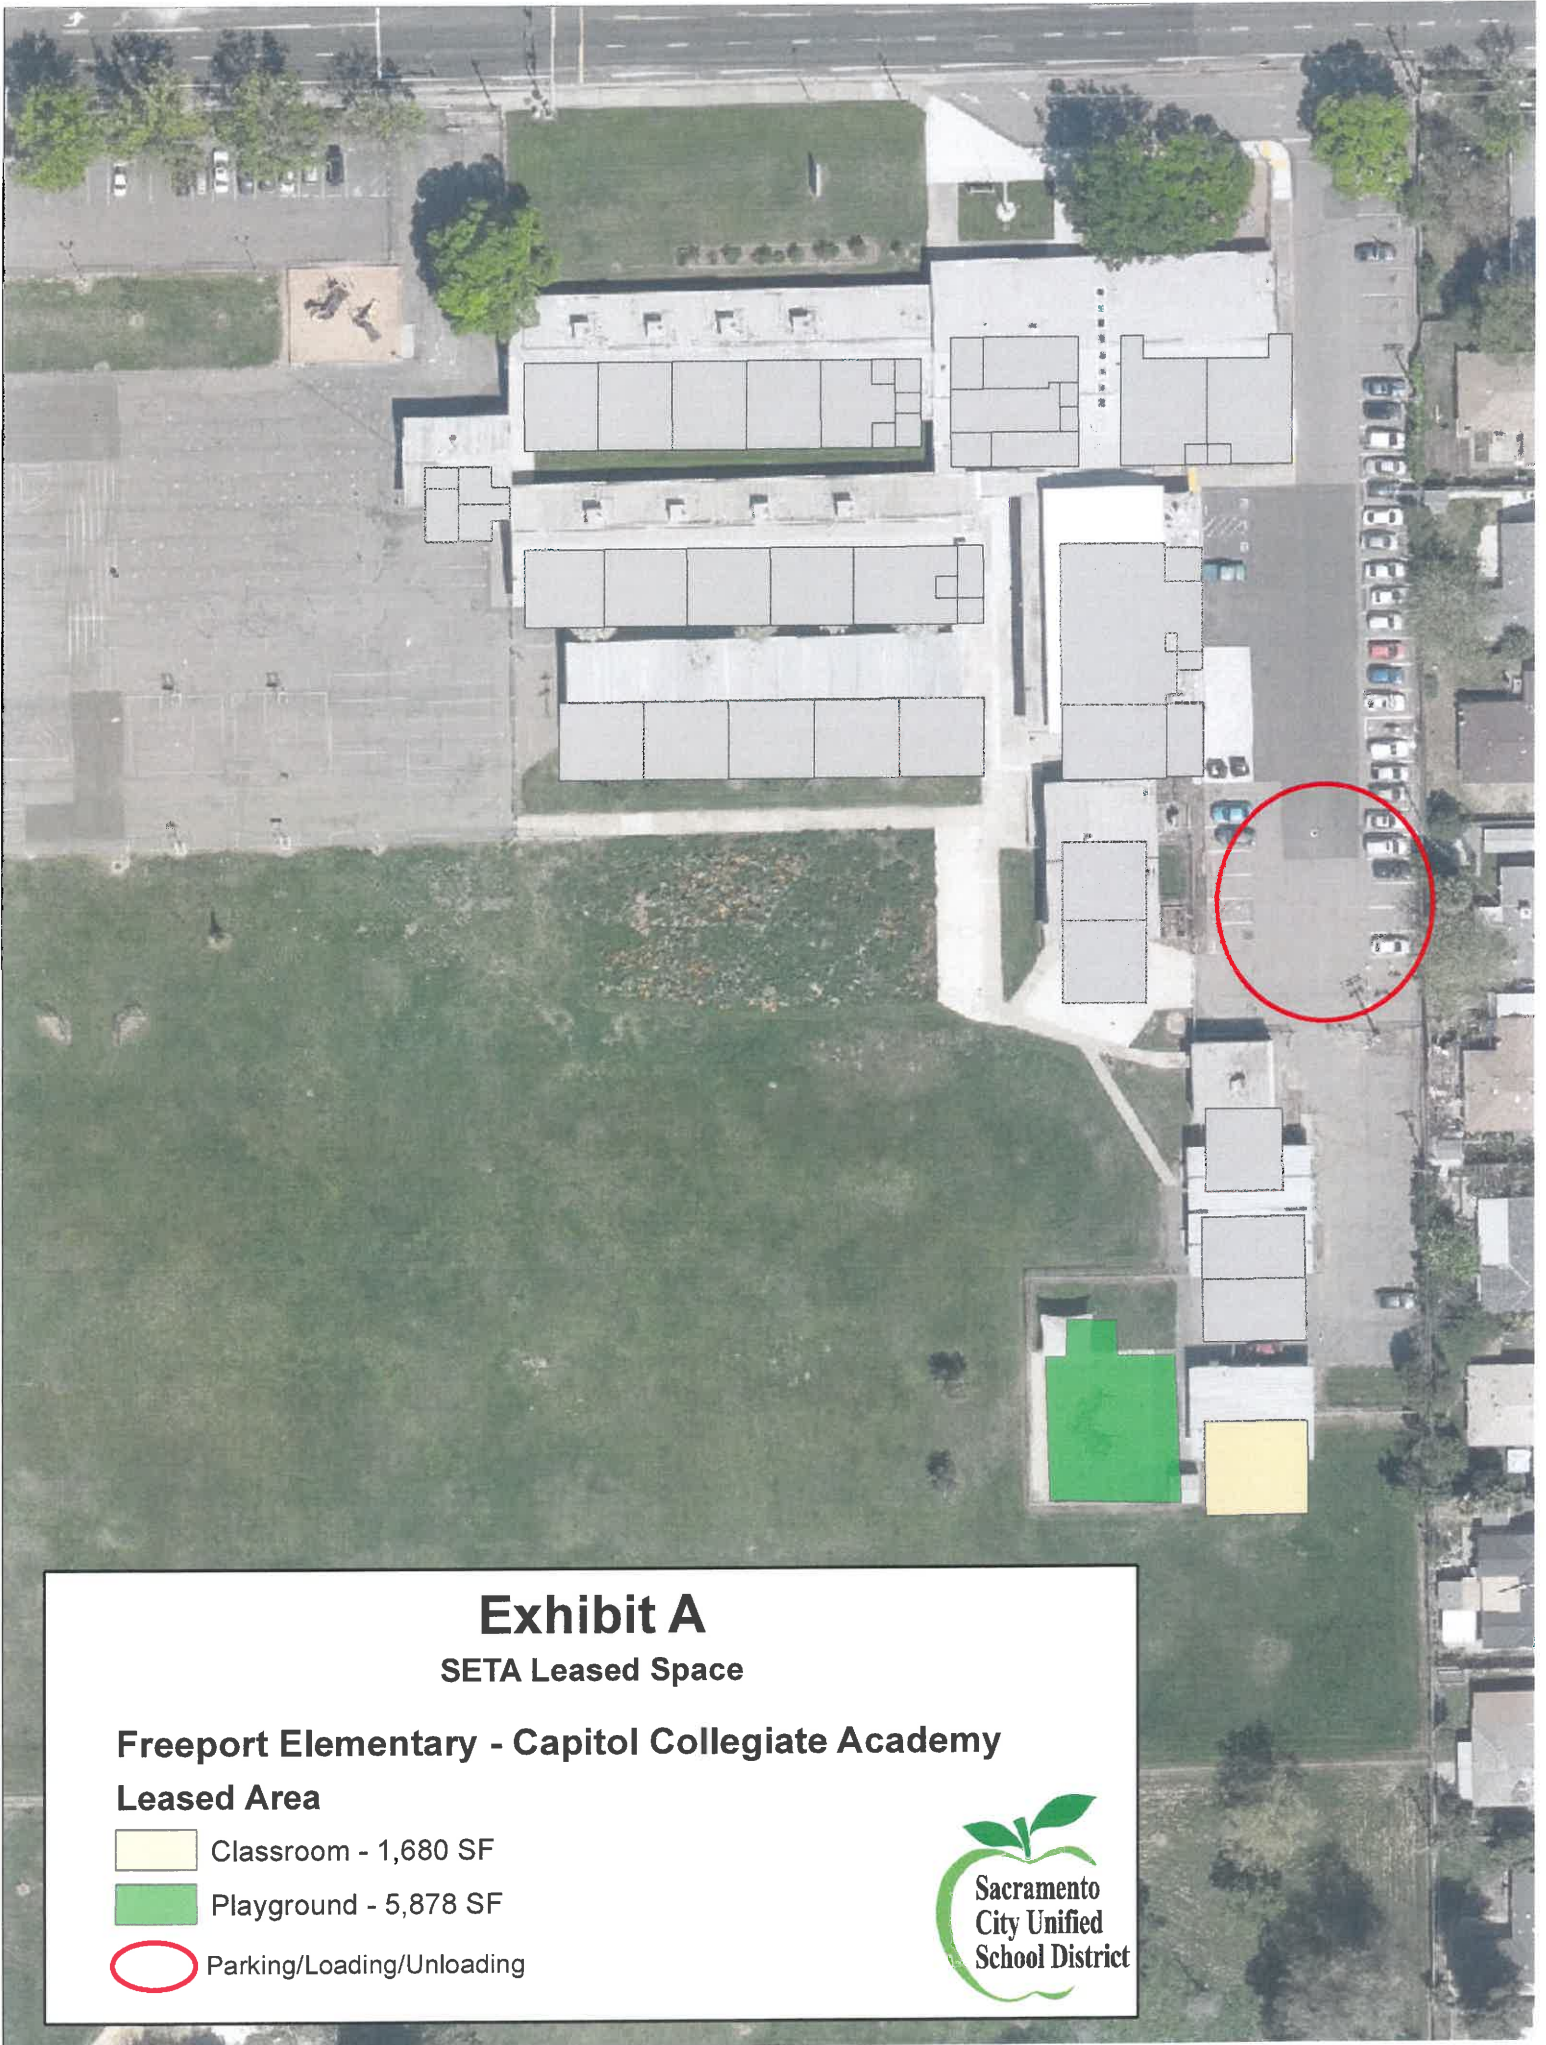 Exhibit A
SETA Leased Space
Freeport Elementary - Capitol Collegiate Academy
Leased Area
Classroom - 1,680 SF
Playground - 5,878 SF
Parking/Loading/Unloading
Sacramento
City Unified
School District